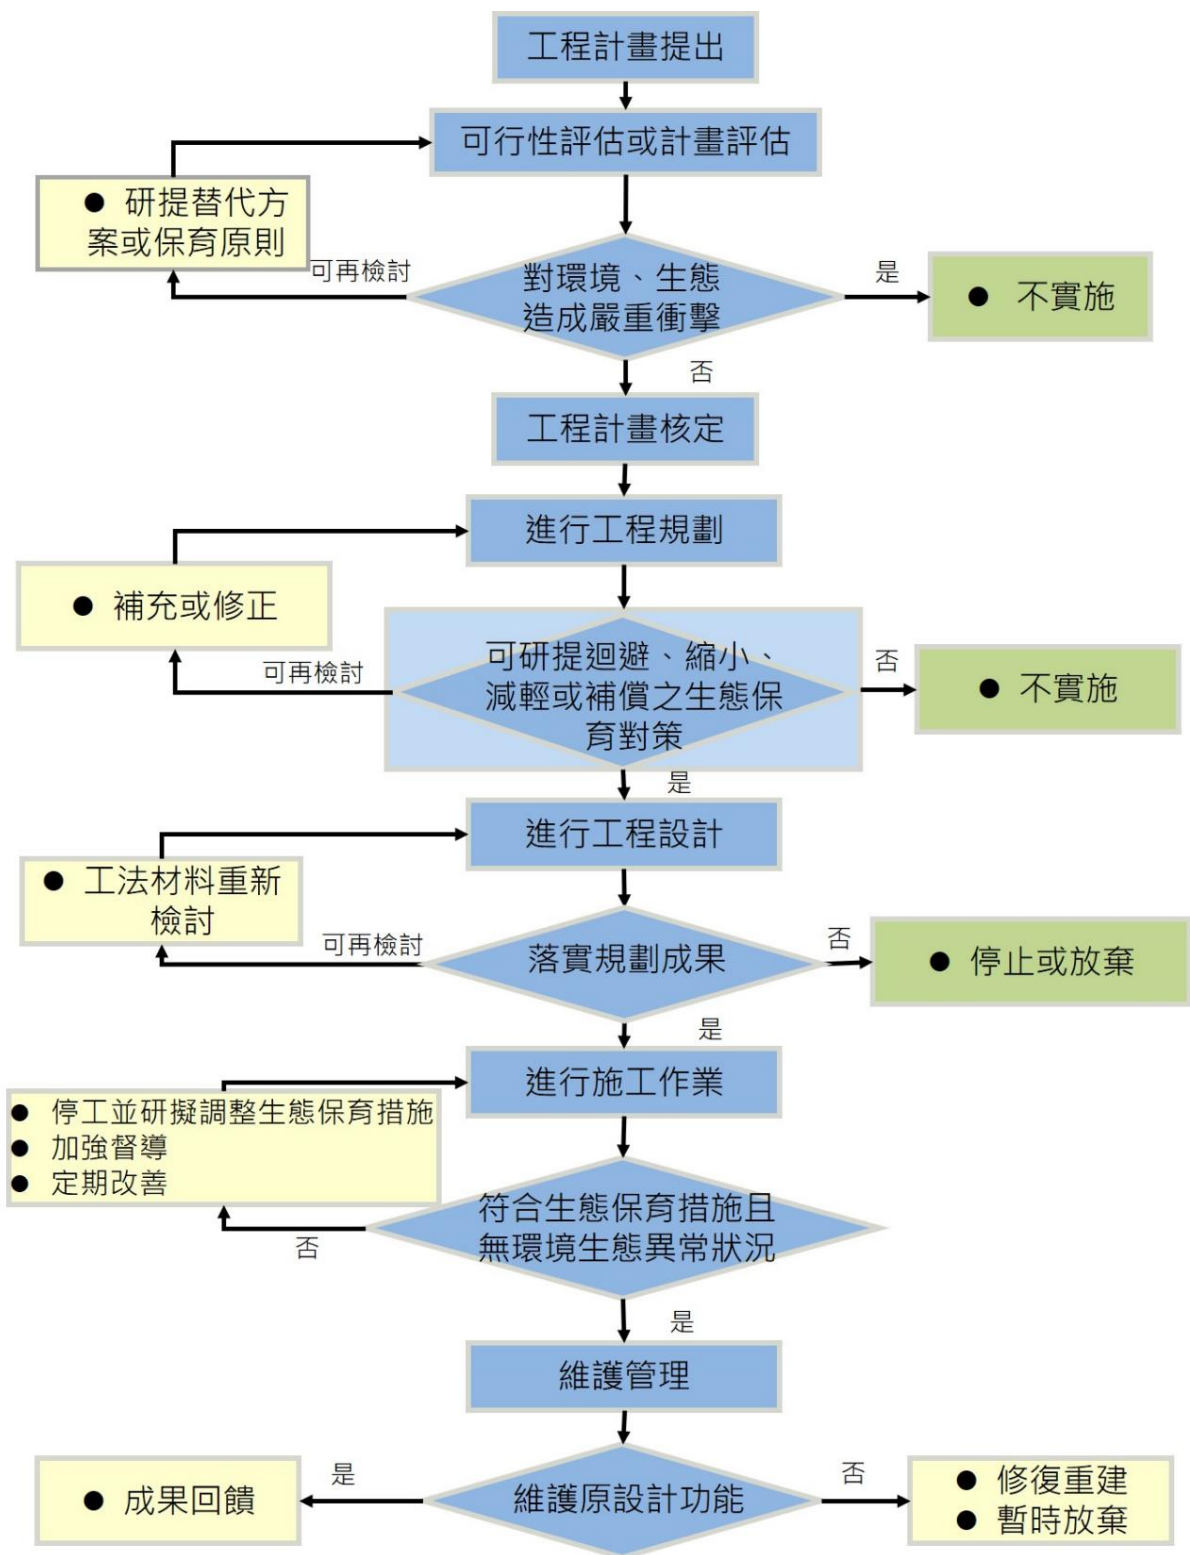 工程計畫提出
可行性評估或計畫評估
● 研提替代方
案或保育原則
可再檢討
對環境、生態
造成嚴重衝擊
是
● 不實施
否
工程計畫核定
進行工程規劃
● 補充或修正
可再檢討
可研提迴避、縮小、
減輕或補償之生態保
育對策
否
● 不實施
是
進行工程設計
● 工法材料重新
檢討
可再檢討
落實規劃成果
否
● 停止或放棄
是
進行施工作業
● 停工並研擬調整生態保育措施
● 加強督導
● 定期改善
否
符合生態保育措施且
無環境生態異常狀況
是
維護管理
● 成果回饋
是
維護原設計功能
否
● 修復重建
● 暫時放棄